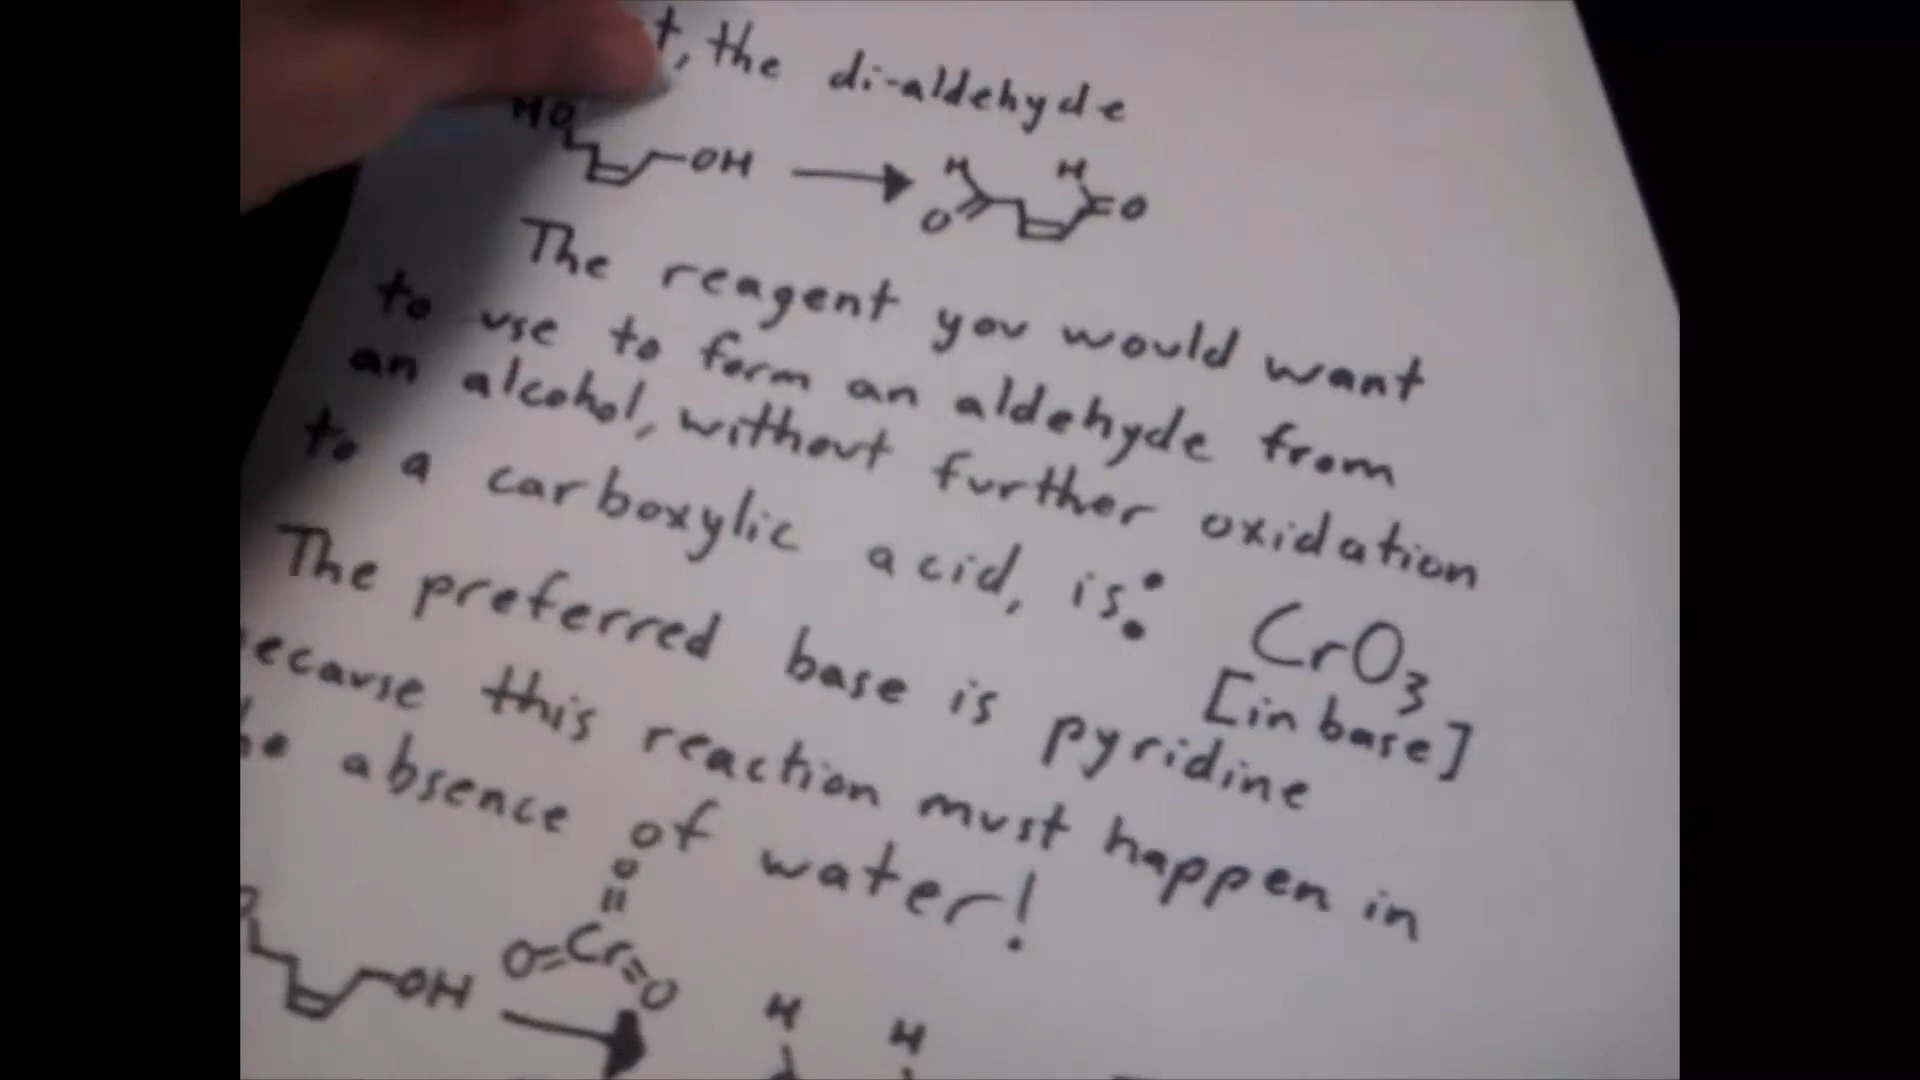 t, the di-aldehyde
HO
OH
H
H
O
O
The reagent you would want
to use to form an aldehyde from
an alcohol, without further oxidation
to a carboxylic acid, is: CrO3
[in base]
The preferred base is pyridine
ecause this reaction must happen in
absence of water!
O
O=Cr=O
OH
H
H